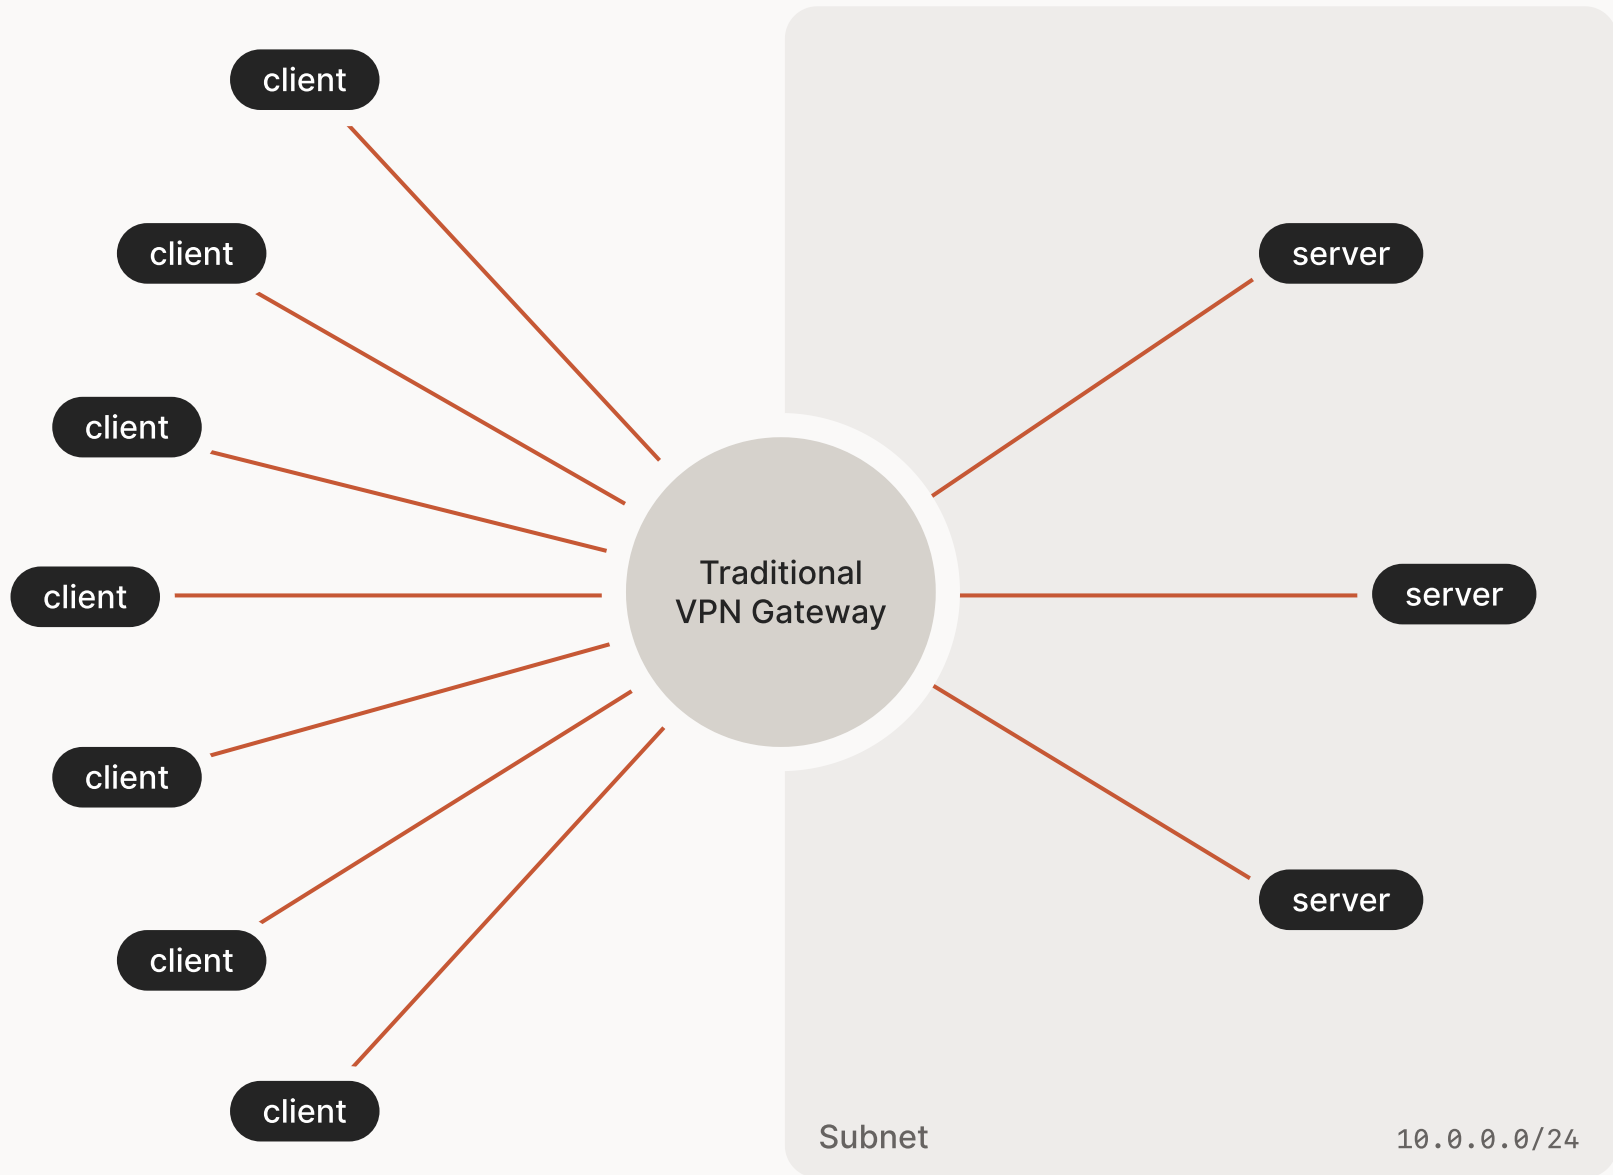 client
client
server
client
Traditional
VPN Gateway
client
server
client
server
client
client
Subnet
10.0.0.0/24